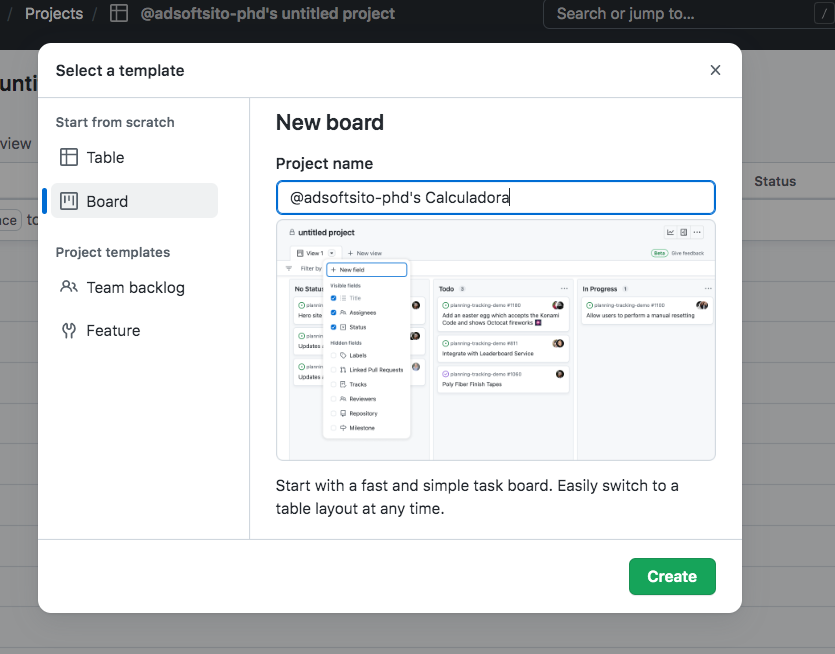 / Projects / @adsoftsito-phd's untitled project
Search or jump to... /
unti
view
Status
nce to
Select a template
Start from scratch
Table
Board
Project templates
Team backlog
Feature
New board
Project name
@adsoftsito-phd's Calculadora
untitled project
View 1 + New view
Beta Give feedback
Filter by
+ New field
Visible fields
Title
Assignees
Status
Hidden fields
Labels
Linked Pull Requests
Tracks
Reviewers
Repository
Milestone
No Status
Hero site
Updates
Updates
Todo 3
planning-tracking-demo #1180
Add an easter egg which accepts the Konami
Code and shows Octocat fireworks
planning-tracking-demo #811
Integrate with Leaderboard Service
planning-tracking-demo #1060
Poly Fiber Finish Tapes
In Progress 1
planning-tracking-demo #1150
Allow users to perform a manual resetting
Start with a fast and simple task board. Easily switch to a
table layout at any time.
Create